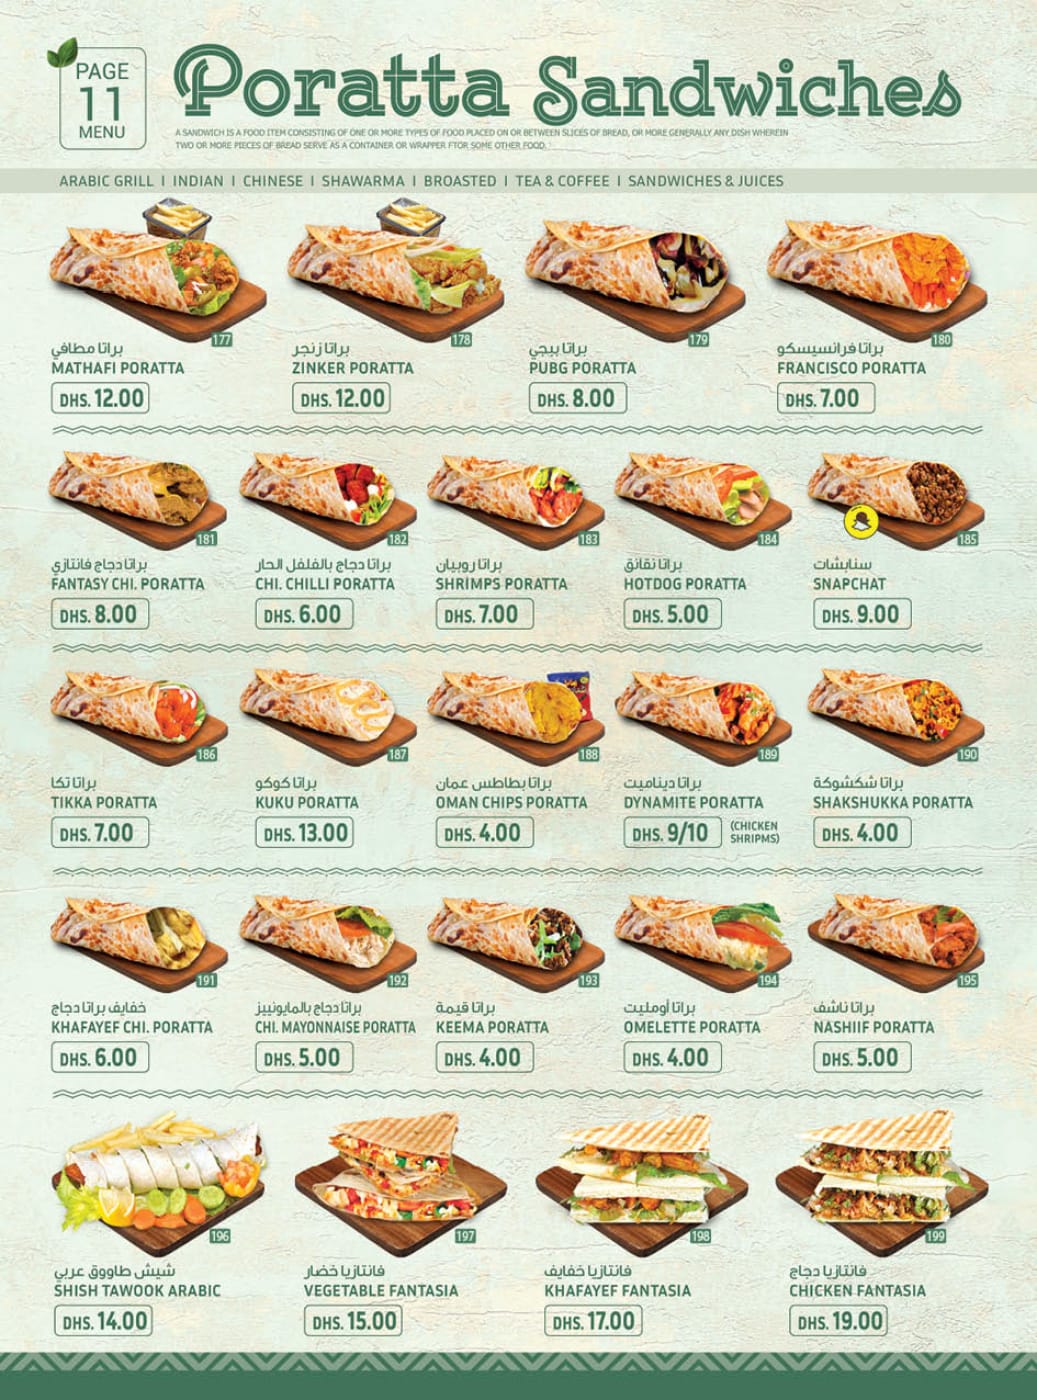 PAGE
11
MENU
Poratta Sandwiches
A SANDWICH IS A FOOD ITEM CONSISTING OF ONE OR MORE TYPES OF FOOD PLACED ON OR BETWEEN SLICES OF BREAD, OR MORE GENERALLY ANY DISH WHEREIN
TWO OR MORE PIECES OF BREAD SERVE AS A CONTAINER OR WRAPPER FTOR SOME OTHER FOOD.
ARABIC GRILL I INDIAN I CHINESE I SHAWARMA I BROASTED I TEA & COFFEE I SANDWICHES & JUICES
177
براتا مطافي
MATHAFI PORATTA
DHS. 12.00
178
براتا زنجر
ZINKER PORATTA
DHS. 12.00
179
براتا ببجي
PUBG PORATTA
DHS. 8.00
180
براتا فرانسيسكو
FRANCISCO PORATTA
DHS. 7.00
181
براتا دجاج فانتازي
FANTASY CHI. PORATTA
DHS. 8.00
182
براتا دجاج بالفلفل الحار
CHI. CHILLI PORATTA
DHS. 6.00
183
براتا روبيان
SHRIMPS PORATTA
DHS. 7.00
184
براتا نقانق
HOTDOG PORATTA
DHS. 5.00
185
سنابشات
SNAPCHAT
DHS. 9.00
186
براتا تكا
TIKKA PORATTA
DHS. 7.00
187
براتا كوكو
KUKU PORATTA
DHS. 13.00
188
براتا بطاطس عمان
OMAN CHIPS PORATTA
DHS. 4.00
189
براتا ديناميت
DYNAMITE PORATTA
DHS. 9/10
(CHICKEN
SHRIPMS)
190
براتا شكشوكة
SHAKSHUKKA PORATTA
DHS. 4.00
191
خفايف براتا دجاج
KHAFAYEF CHI. PORATTA
DHS. 6.00
192
براتا دجاج بالمايونييز
CHI. MAYONNAISE PORATTA
DHS. 5.00
193
براتا قيمة
KEEMA PORATTA
DHS. 4.00
194
براتا أومليت
OMELETTE PORATTA
DHS. 4.00
195
براتا ناشف
NASHIIF PORATTA
DHS. 5.00
196
شيش طاووق عربي
SHISH TAWOOK ARABIC
DHS. 14.00
197
فانتازيا خضار
VEGETABLE FANTASIA
DHS. 15.00
198
فانتازيا خفايف
KHAFAYEF FANTASIA
DHS. 17.00
199
فانتازيا دجاج
CHICKEN FANTASIA
DHS. 19.00